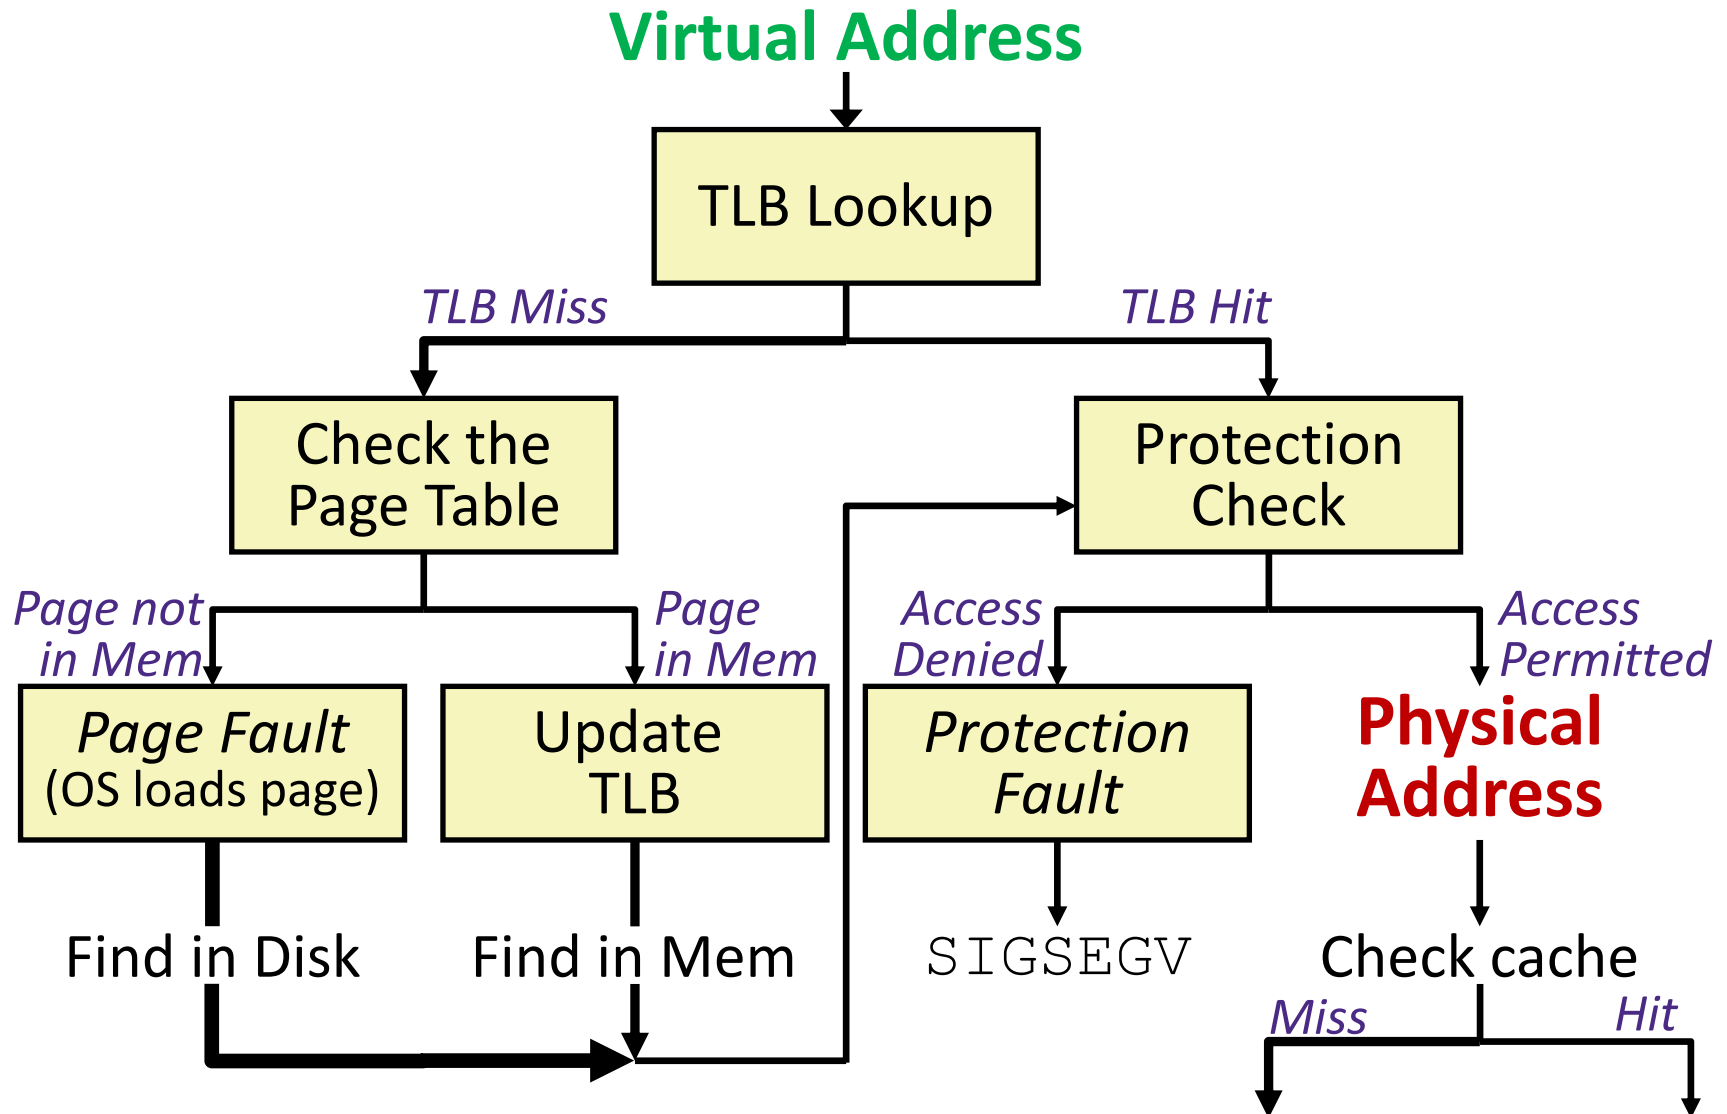 Virtual Address
TLB Lookup
TLB Miss
TLB Hit
Check the
Page Table
Protection
Check
Page not
in Mem
Page
in Mem
Access
Denied
Access
Permitted
Page Fault
(OS loads page)
Update
TLB
Protection
Fault
Physical
Address
Find in Disk
Find in Mem
SIGSEGV
Check cache
Miss
Hit